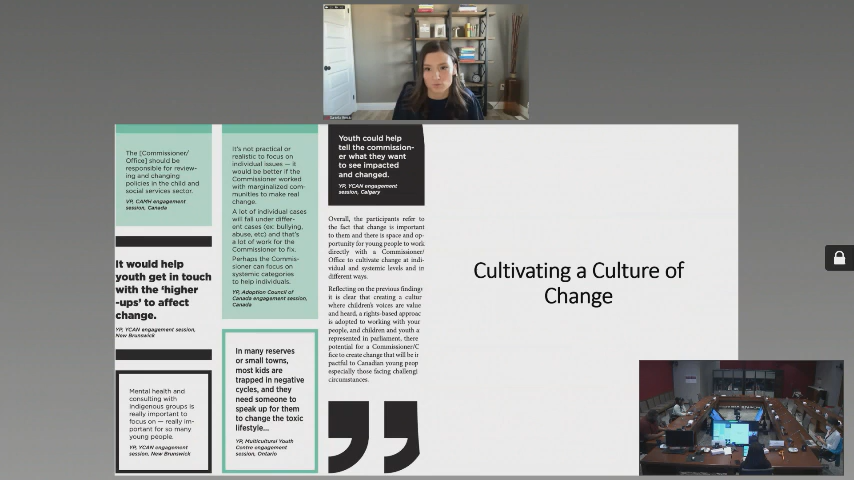 The [Commissioner/
Office] should be
responsible for review-
ing and changing
policies in the child and
social services sector.
YP, CAMH engagement
session, Canada
It would help
youth get in touch
with the ‘higher
-ups’ to affect
change.
YP, YCAN engagement session,
New Brunswick
Mental health and
consulting with
indigenous groups is
really important to
focus on — really im-
portant for so many
young people.
YP, YCAN engagement
session, New Brunswick
It's not practical or
realistic to focus on
individual issues — it
would be better if the
Commissioner worked
with marginalized com-
munities to make real
change.
A lot of individual cases
will fall under differ-
ent cases (ex: bullying,
abuse, etc) and that's
a lot of work for the
Commissioner to fix.
Perhaps the Commis-
sioner can focus on
systemic categories
to help individuals.
YP, Adoption Council of
Canada engagement session,
Canada
In many reserves
or small towns,
most kids are
trapped in negative
cycles, and they
need someone to
speak up for them
to change the toxic
lifestyle...
YP, Multicultural Youth
Centre engagement
session, Ontario
Youth could help
tell the commission-
er what they want
to see impacted
and changed.
YP, YCAN engagement
session, Calgary
Overall, the participants refer to
the fact that change is important
to them and there is space and op-
portunity for young people to work
directly with a Commissioner/
Office to cultivate change at indi-
vidual and systemic levels and in
different ways.
Reflecting on the previous findings
it is clear that creating a cultur
where children's voices are value
and heard, a rights-based approac
is adopted to working with your
people, and children and youth a
represented in parliament, there
potential for a Commissioner/C
fice to create change that will be ir
pactful to Canadian young peop
especially those facing challengi
circumstances.
Cultivating a Culture of
Change